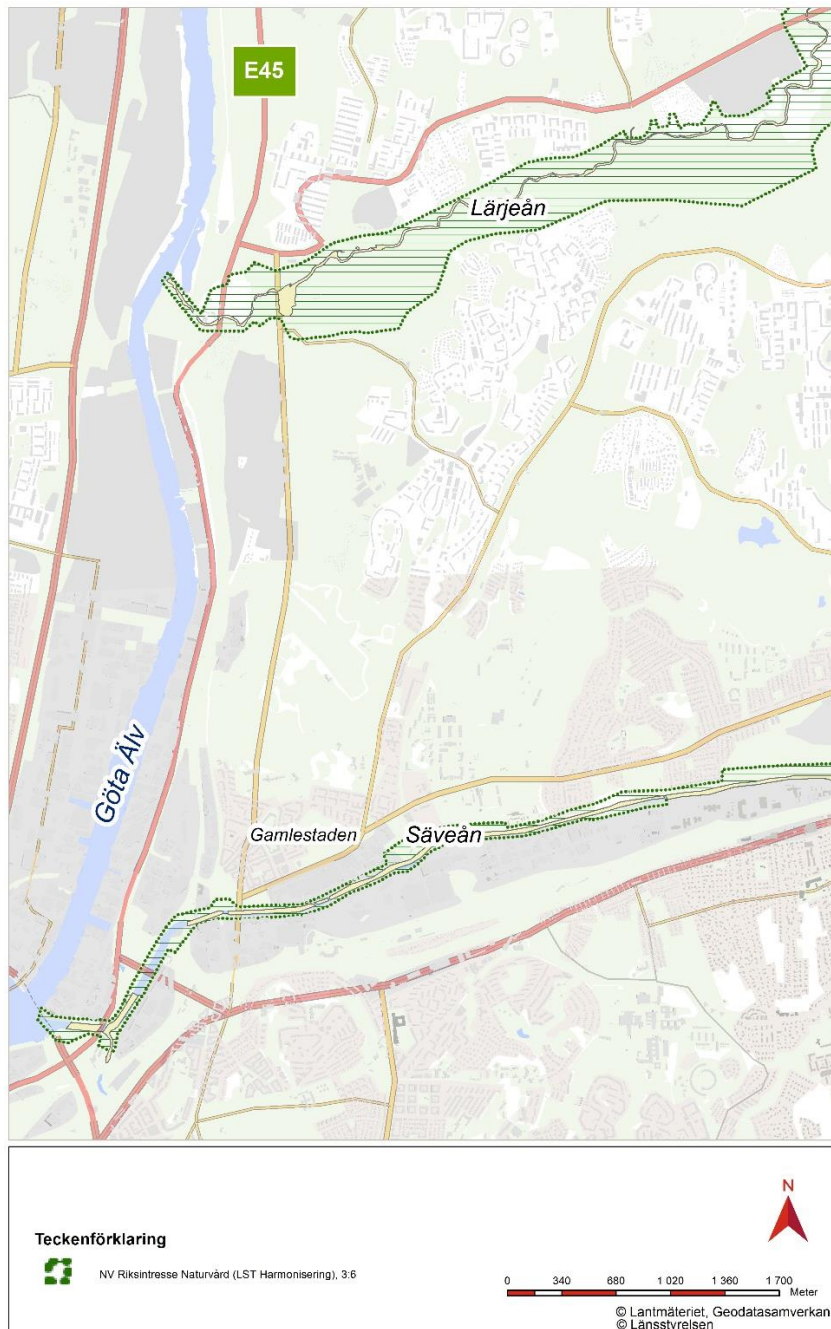 E45
Lärjeån
Göta Älv
Gamlestaden
Säveån
N
Teckenförklaring
NV Riksintresse Naturvård (LST Harmonisering), 3:6
0 340 680 1 020 1 360 1 700
Meter
© Lantmäteriet, Geodatasamverkan
© Länsstyrelsen